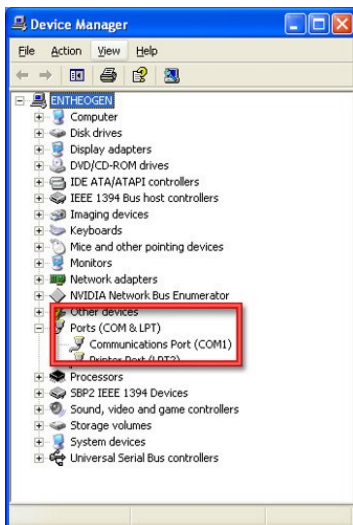 Device Manager
File Action View Help
ENTHEOGEN
Computer
Disk drives
Display adapters
DVD/CD-ROM drives
IDE ATA/ATAPI controllers
IEEE 1394 Bus host controllers
Imaging devices
Keyboards
Mice and other pointing devices
Monitors
Network adapters
NVIDIA Network Bus Enumerator
Other devices
Ports (COM & LPT)
Communications Port (COM1)
Printer Port (LPT2)
Processors
SBP2 IEEE 1394 Devices
Sound, video and game controllers
Storage volumes
System devices
Universal Serial Bus controllers